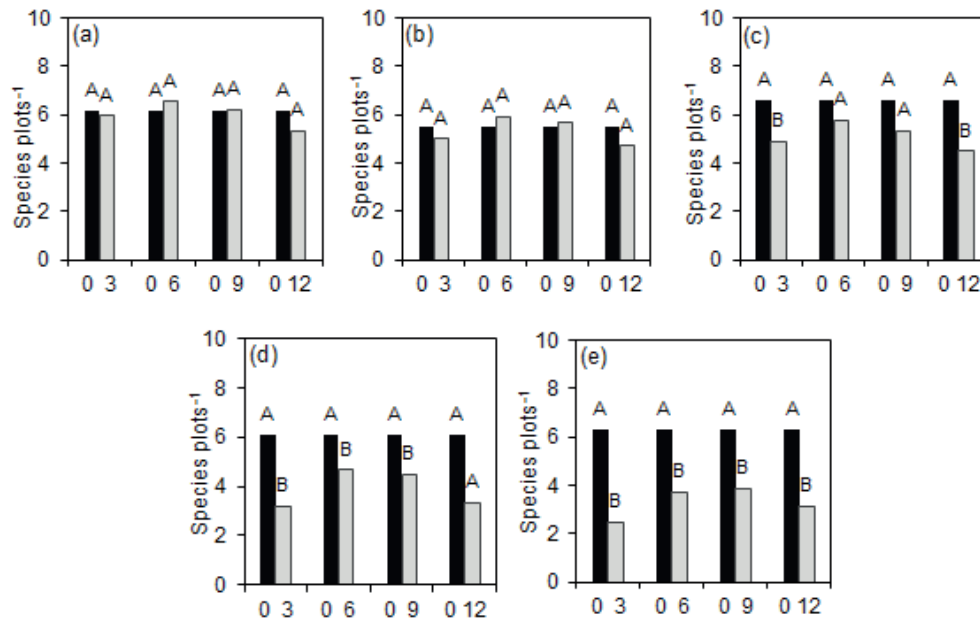 (a)
Species plots⁻¹
10
8
6
4
2
0
A A A A A A A A
0 3 0 6 0 9 0 12
(b)
Species plots⁻¹
10
8
6
4
2
0
A A A A A A A A
0 3 0 6 0 9 0 12
(c)
Species plots⁻¹
10
8
6
4
2
0
A B A A A A A B
0 3 0 6 0 9 0 12
(d)
Species plots⁻¹
10
8
6
4
2
0
A B A B A B A A
0 3 0 6 0 9 0 12
(e)
Species plots⁻¹
10
8
6
4
2
0
A B A B A B A B
0 3 0 6 0 9 0 12